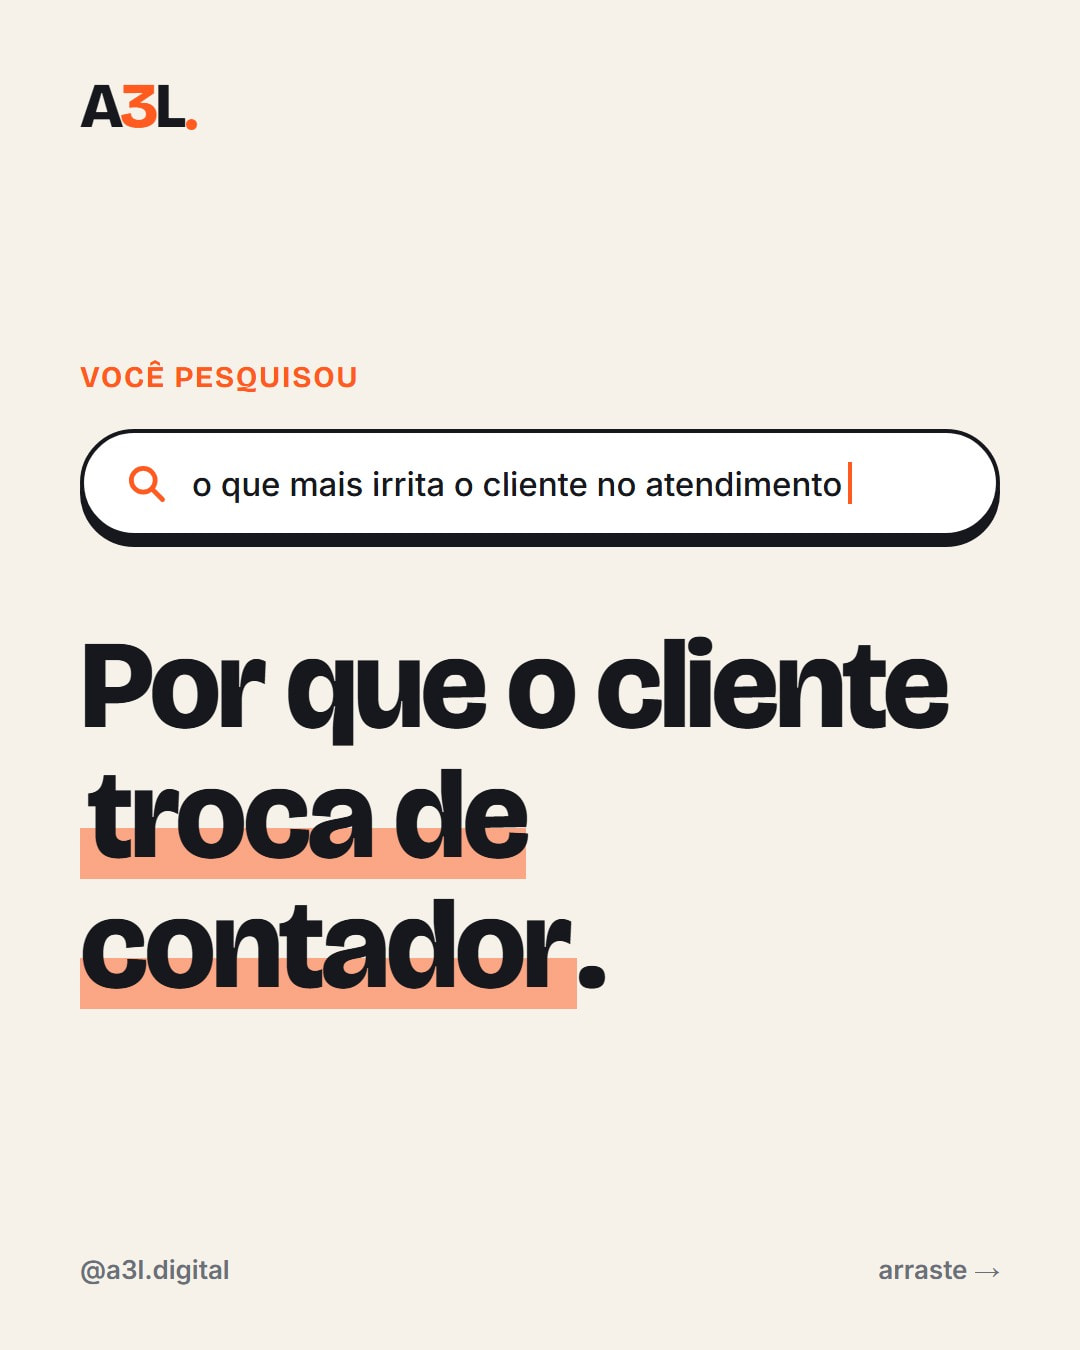 A3L.
VOCÊ PESQUISOU
o que mais irrita o cliente no atendimento
Por que o cliente
troca de
contador.
@a3l.digital
arraste →